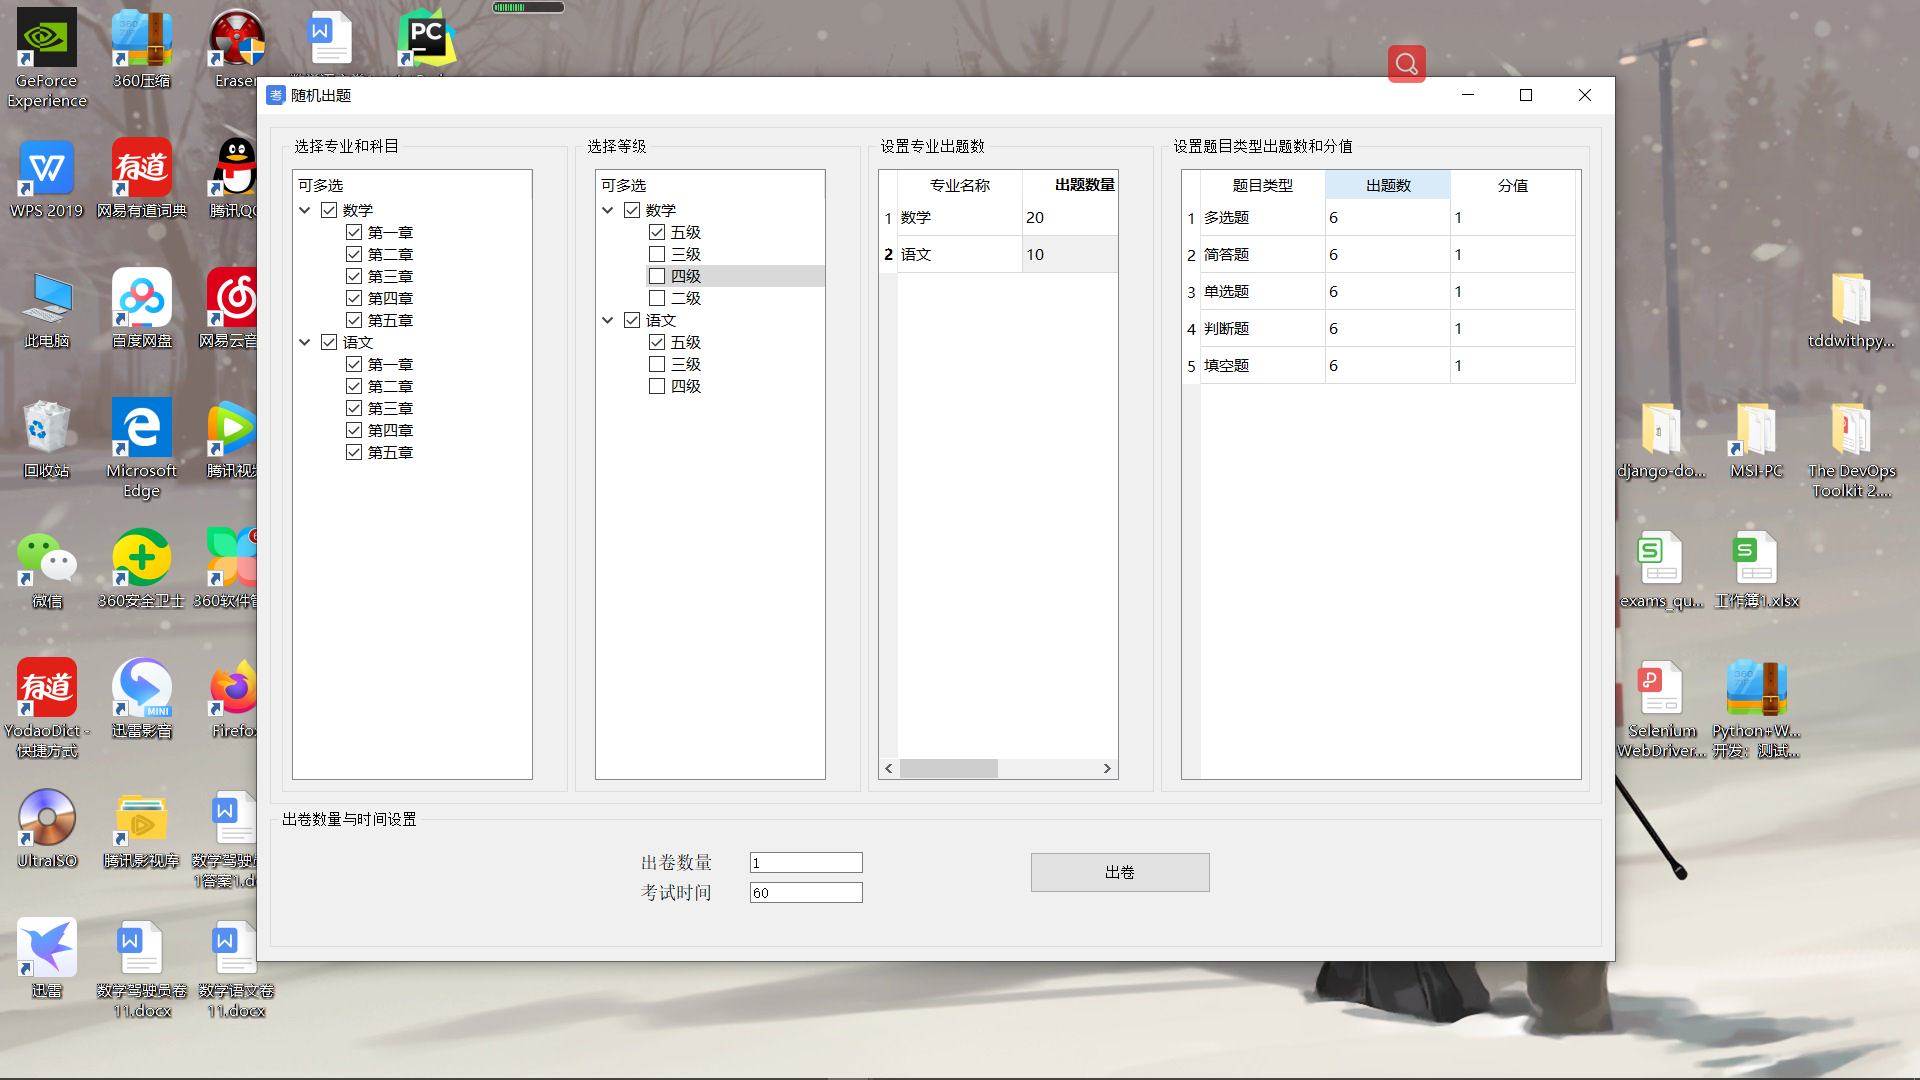 GeForce
Experience
360压缩
Eraser
PC
WPS 2019
有道
网易有道词典
腾讯QQ
此电脑
百度网盘
网易云音
回收站
Microsoft
Edge
腾讯视频
微信
360安全卫士
360软件管
有道
YodaoDict -
快捷方式
MINI
迅雷影音
Firefox
UltraISO
腾讯影视库
数学驾驶员
1答案1.do
迅雷
数学驾驶员卷
11.docx
数学语文卷
11.docx
考 随机出题
选择专业和科目
可多选
数学
第一章
第二章
第三章
第四章
第五章
语文
第一章
第二章
第三章
第四章
第五章
选择等级
可多选
数学
五级
三级
四级
二级
语文
五级
三级
四级
设置专业出题数
专业名称 出题数量
1 数学 20
2 语文 10
设置题目类型出题数和分值
题目类型 出题数 分值
1 多选题 6 1
2 简答题 6 1
3 单选题 6 1
4 判断题 6 1
5 填空题 6 1
出卷数量与时间设置
出卷数量 1
考试时间 60
出卷
tddwithpy...
django-do...
MSI-PC
The DevOps
Toolkit 2....
exams_qu...
工作簿1.xlsx
Selenium
WebDriver...
Python+W...
开发：测试...